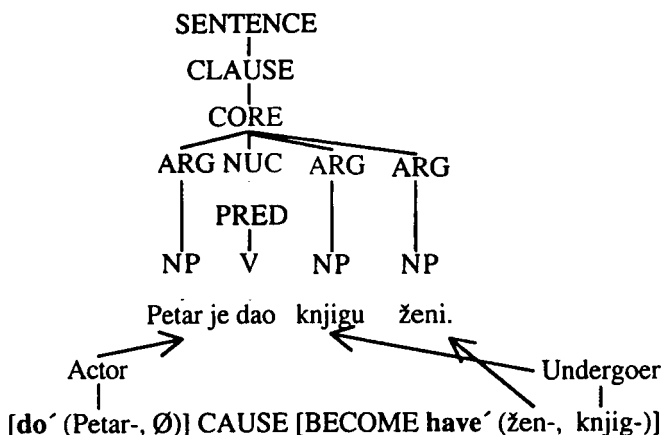 SENTENCE
CLAUSE
CORE
ARG NUC ARG ARG
PRED
NP V NP NP
Petar je dao knjigu ženi.
Actor Undergoer
[do´ (Petar-, Ø)] CAUSE [BECOME have´ (žen-, knjig-)]